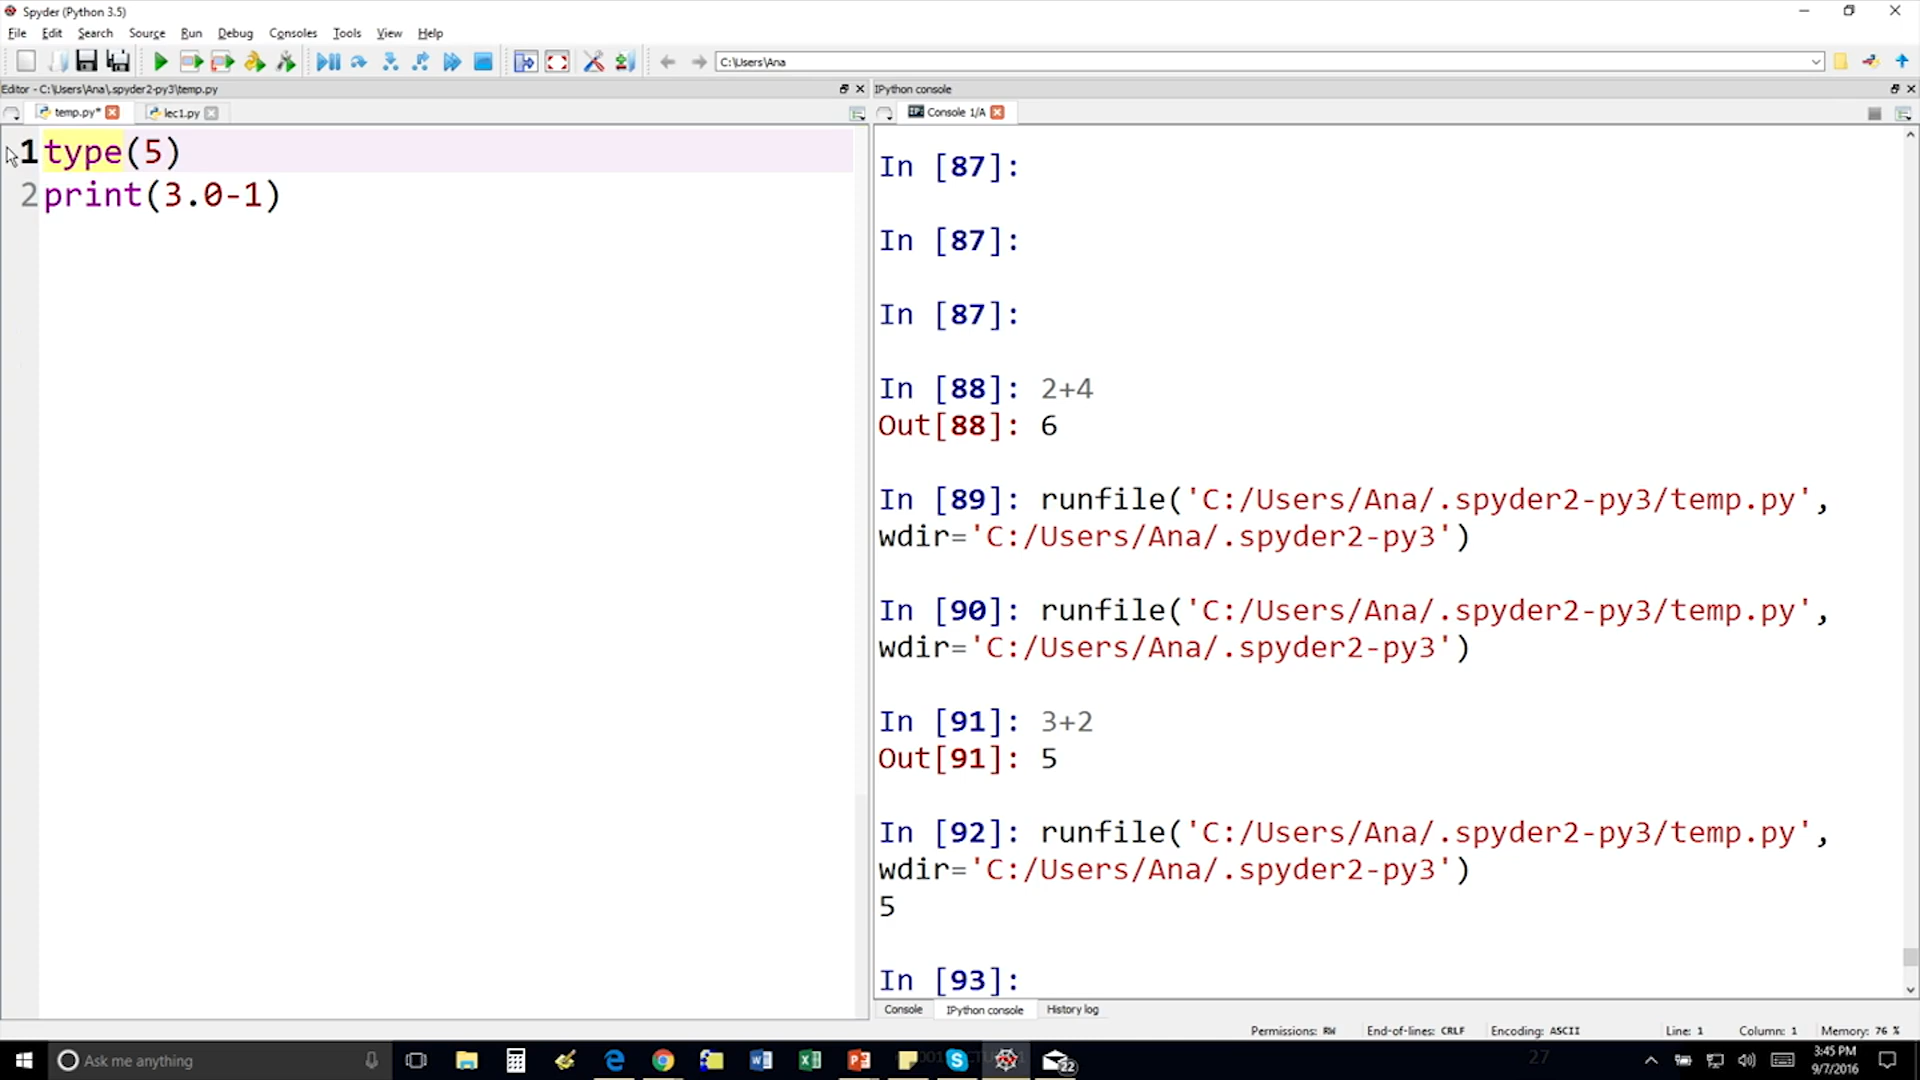 Spyder (Python 3.5)
File Edit Search Source Run Debug Consoles Tools View Help
C:\Users\Ana
Editor - C:\Users\Ana\.spyder2-py3\temp.py
temp.py* lec1.py
1 type(5)
2 print(3.0-1)
IPython console
Console 1/A
In [87]:
In [87]:
In [87]:
In [88]: 2+4
Out[88]: 6
In [89]: runfile('C:/Users/Ana/.spyder2-py3/temp.py',
wdir='C:/Users/Ana/.spyder2-py3')
In [90]: runfile('C:/Users/Ana/.spyder2-py3/temp.py',
wdir='C:/Users/Ana/.spyder2-py3')
In [91]: 3+2
Out[91]: 5
In [92]: runfile('C:/Users/Ana/.spyder2-py3/temp.py',
wdir='C:/Users/Ana/.spyder2-py3')
5
In [93]:
Console IPython console History log
Permissions: RW End-of-lines: CRLF Encoding: ASCII Line: 1 Column: 1 Memory: 76 %
Ask me anything
22
27
3:45 PM
9/7/2016